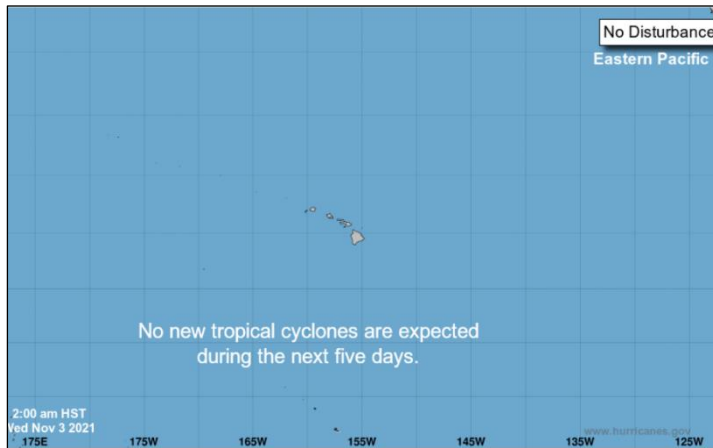 No Disturbance
Eastern Pacific
No new tropical cyclones are expected
during the next five days.
2:00 am HST
Wed Nov 3 2021
www.hurricanes.gov
175E 175W 165W 155W 145W 135W 125W